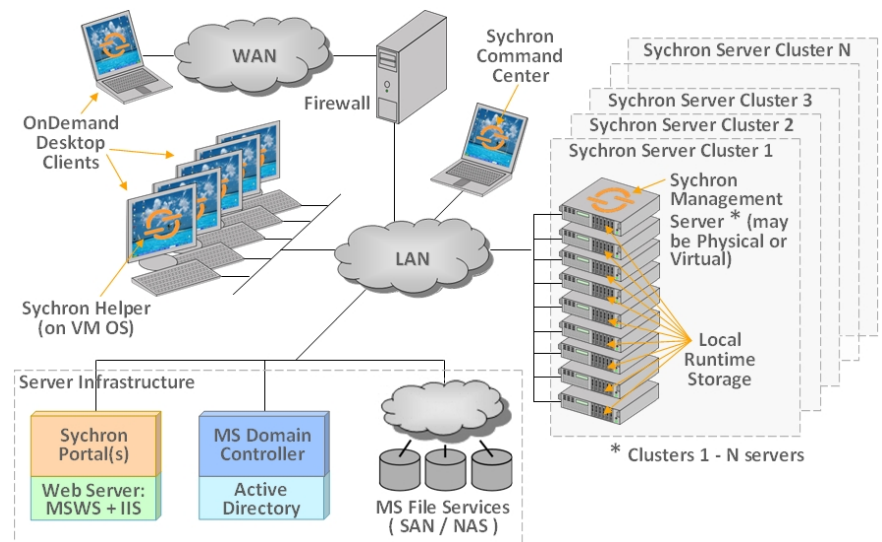 WAN
Firewall
Sychron
Command
Center
OnDemand
Desktop
Clients
Sychron Helper
(on VM OS)
LAN
Sychron Server Cluster N
Sychron Server Cluster 3
Sychron Server Cluster 2
Sychron Server Cluster 1
Sychron
Management
Server * (may
be Physical or
Virtual)
Local
Runtime
Storage
* Clusters 1 - N servers
Server Infrastructure
Sychron
Portal(s)
Web Server:
MSWS + IIS
MS Domain
Controller
Active
Directory
MS File Services
( SAN / NAS )